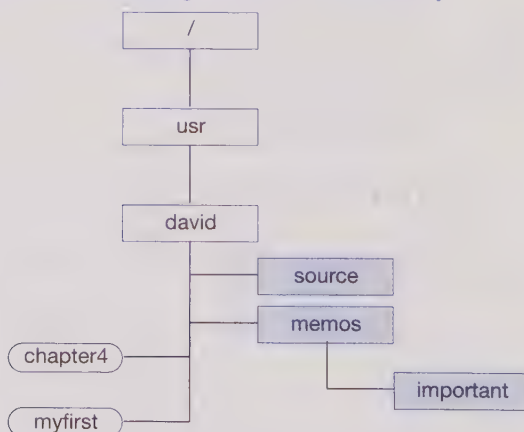 /
usr
david
source
memos
chapter4
important
myfirst